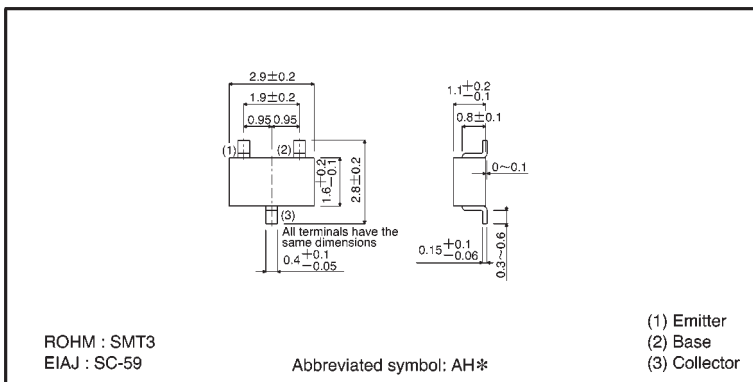 2.9±0.2
1.9±0.2
0.95 0.95
(1) (2)
1.6+0.2−0.1
2.8±0.2
(3)
All terminals have the
same dimensions
0.4+0.1−0.05
1.1+0.2−0.1
0.8±0.1
0~0.1
0.15+0.1−0.06
0.3~0.6
ROHM : SMT3
EIAJ : SC-59
Abbreviated symbol: AH*
(1) Emitter
(2) Base
(3) Collector